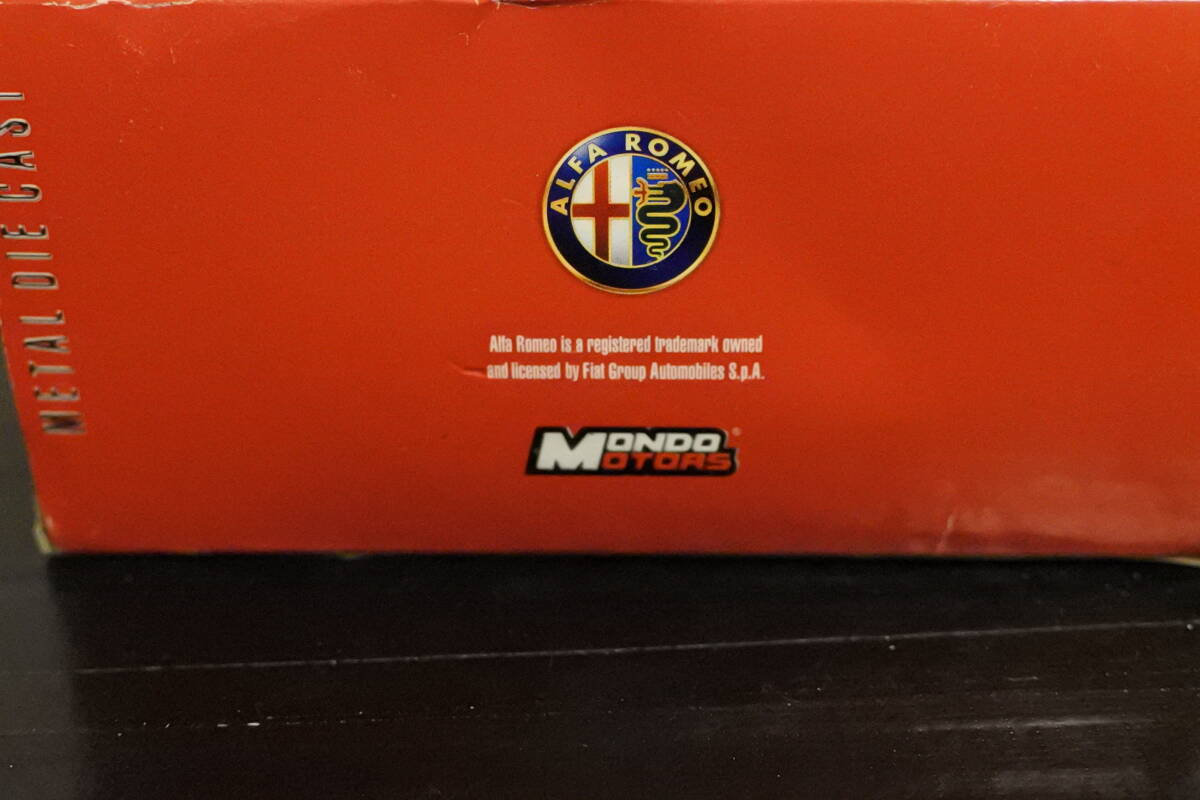 METAL DIE CAST
ALFA ROMEO
Alfa Romeo is a registered trademark owned
and licensed by Fiat Group Automobiles S.p.A.
MONDO
MOTORS
®